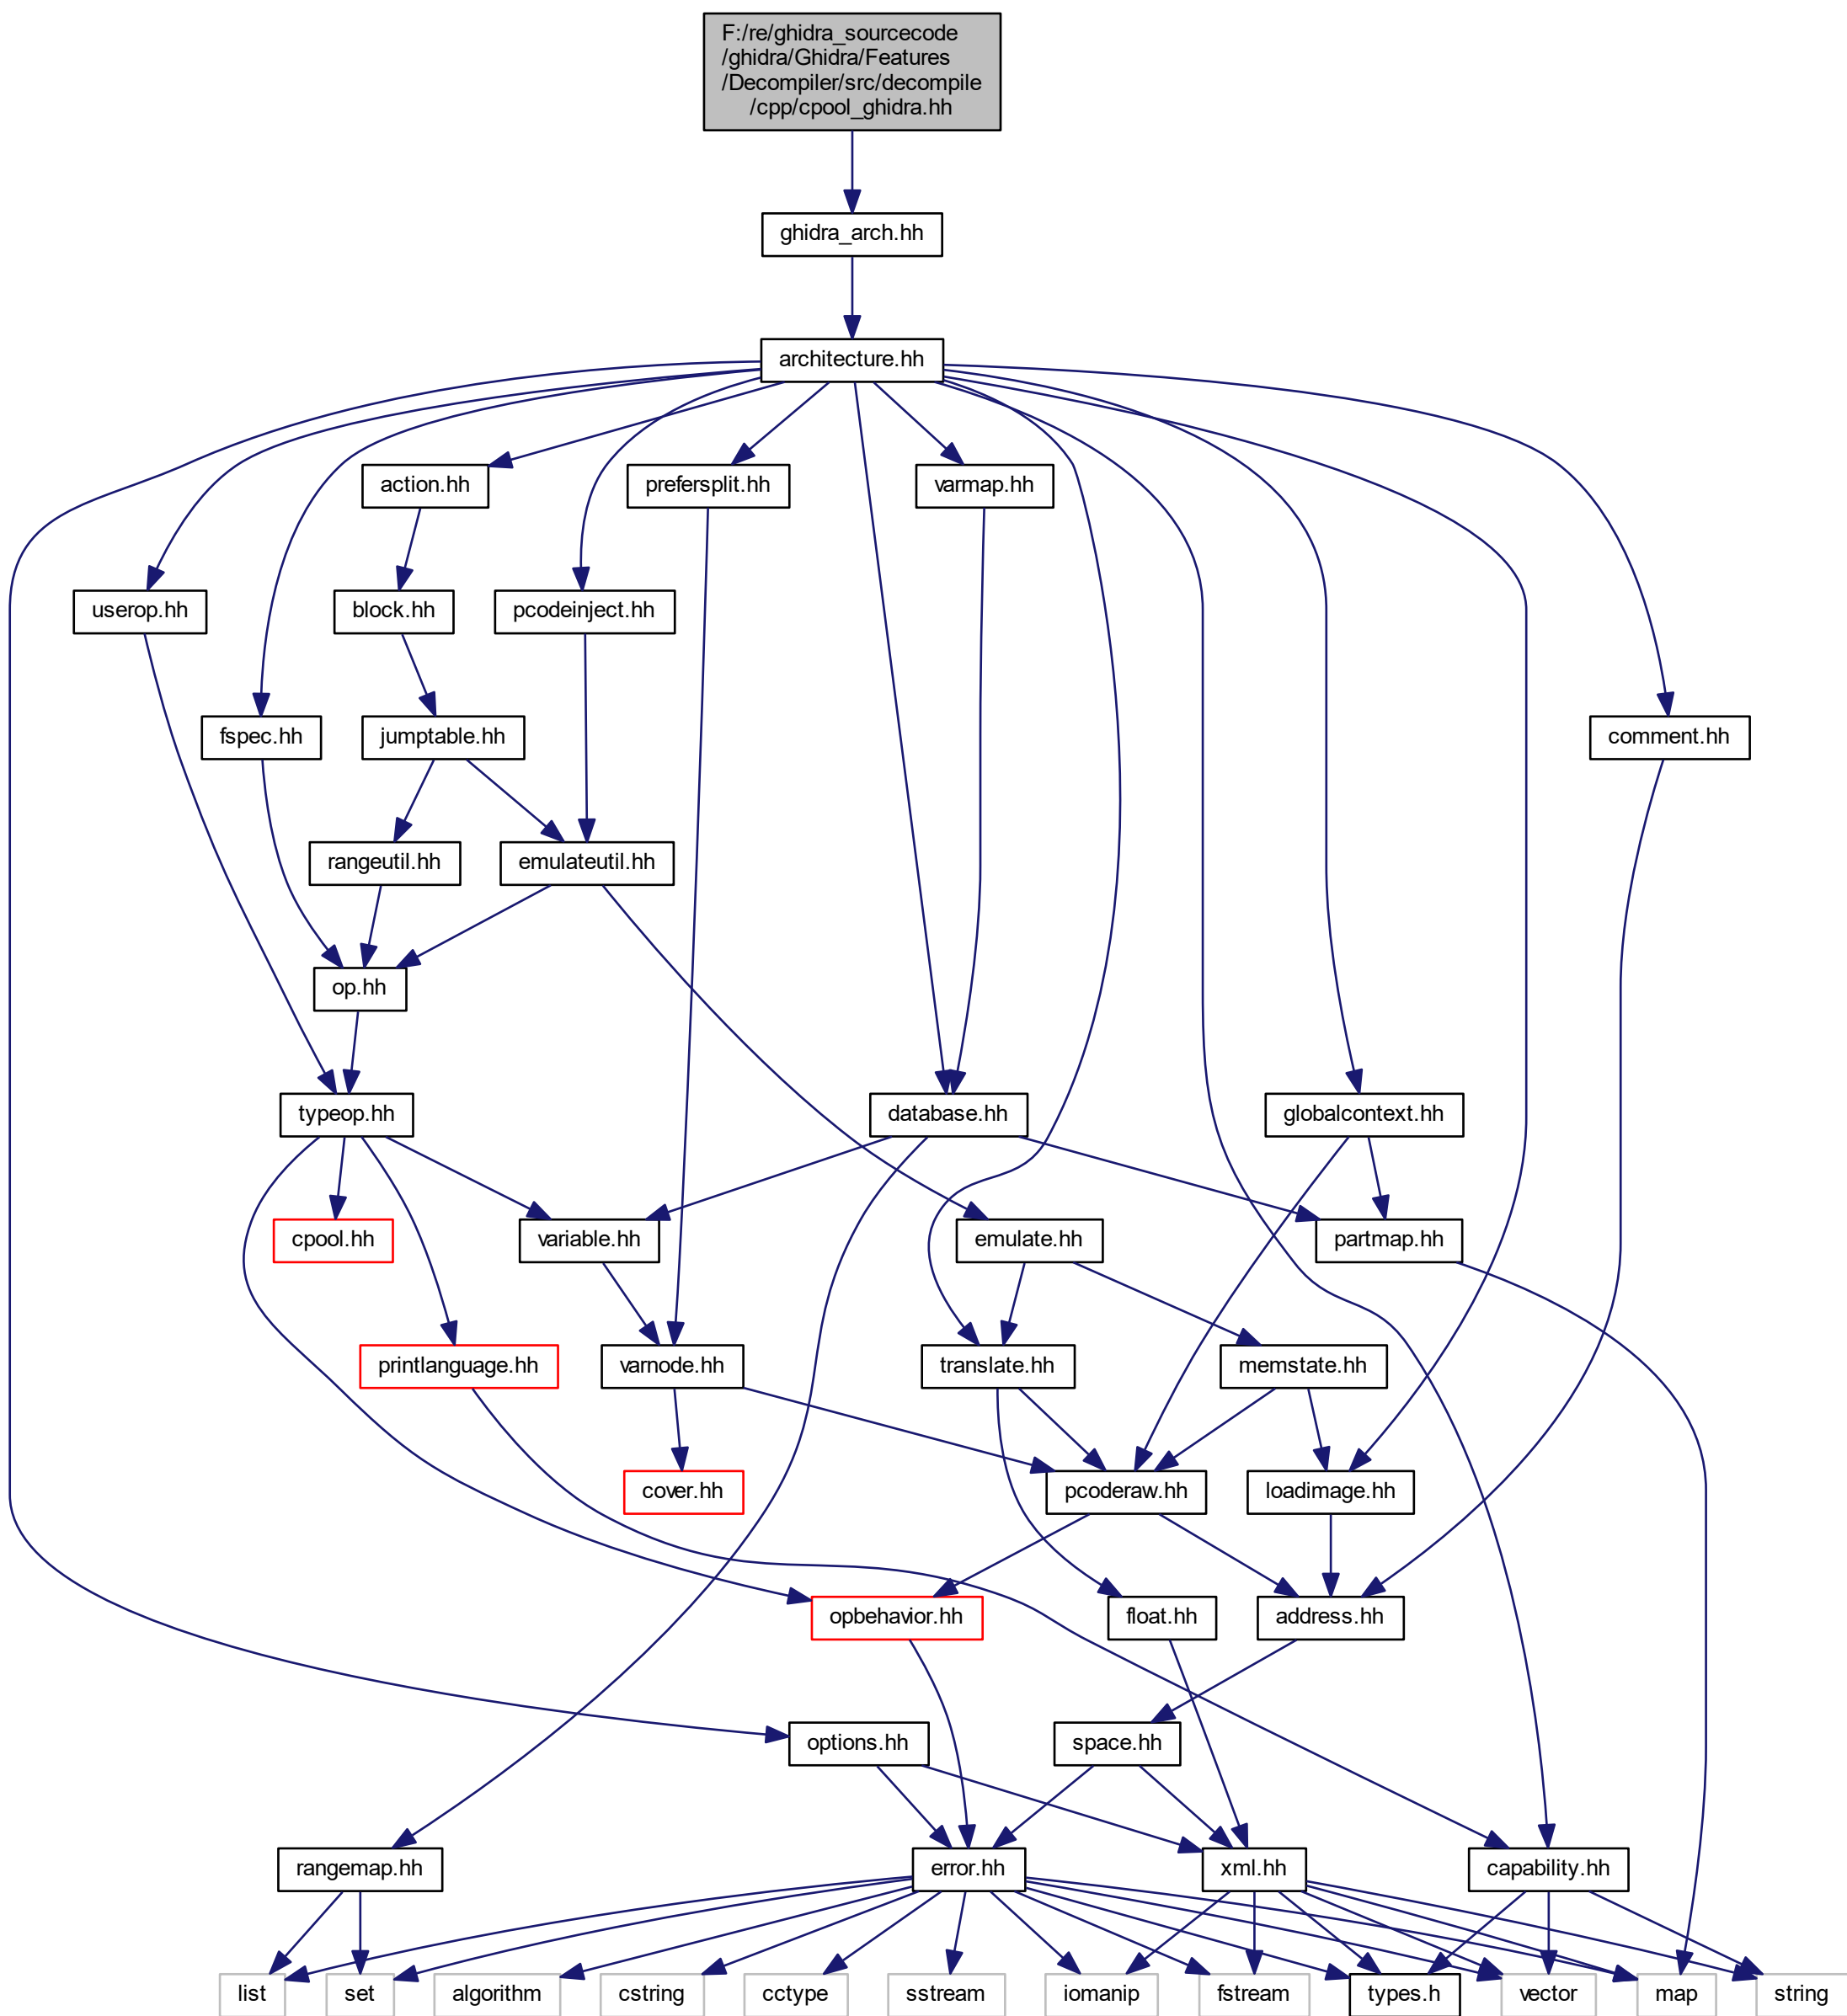 F:/re/ghidra_sourcecode
/ghidra/Ghidra/Features
/Decompiler/src/decompile
/cpp/cpool_ghidra.hh
ghidra_arch.hh
architecture.hh
action.hh
prefersplit.hh
varmap.hh
userop.hh
block.hh
pcodeinject.hh
fspec.hh
jumptable.hh
comment.hh
rangeutil.hh
emulateutil.hh
op.hh
typeop.hh
database.hh
globalcontext.hh
cpool.hh
variable.hh
emulate.hh
partmap.hh
printlanguage.hh
varnode.hh
translate.hh
memstate.hh
cover.hh
pcoderaw.hh
loadimage.hh
opbehavior.hh
float.hh
address.hh
options.hh
space.hh
rangemap.hh
error.hh
xml.hh
capability.hh
list
set
algorithm
cstring
cctype
sstream
iomanip
fstream
types.h
vector
map
string